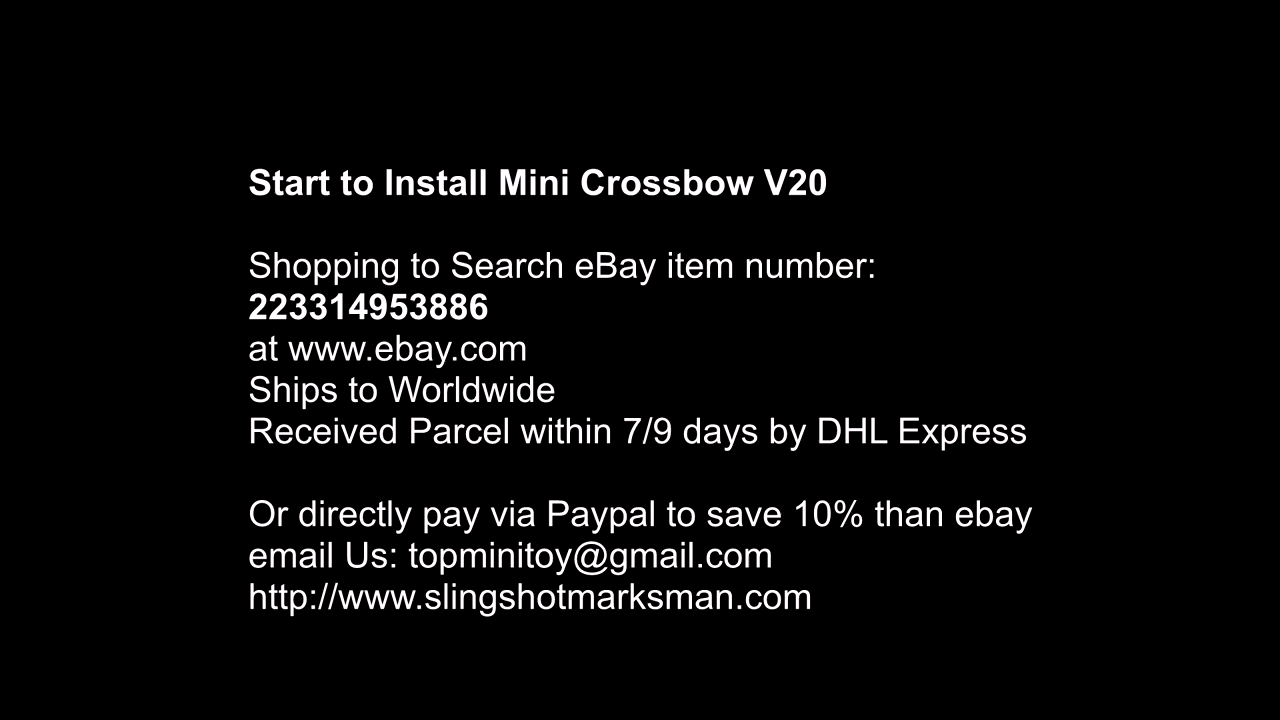 Start to Install Mini Crossbow V20
Shopping to Search eBay item number:
223314953886
at www.ebay.com
Ships to Worldwide
Received Parcel within 7/9 days by DHL Express
Or directly pay via Paypal to save 10% than ebay
email Us: topminitoy@gmail.com
http://www.slingshotmarksman.com